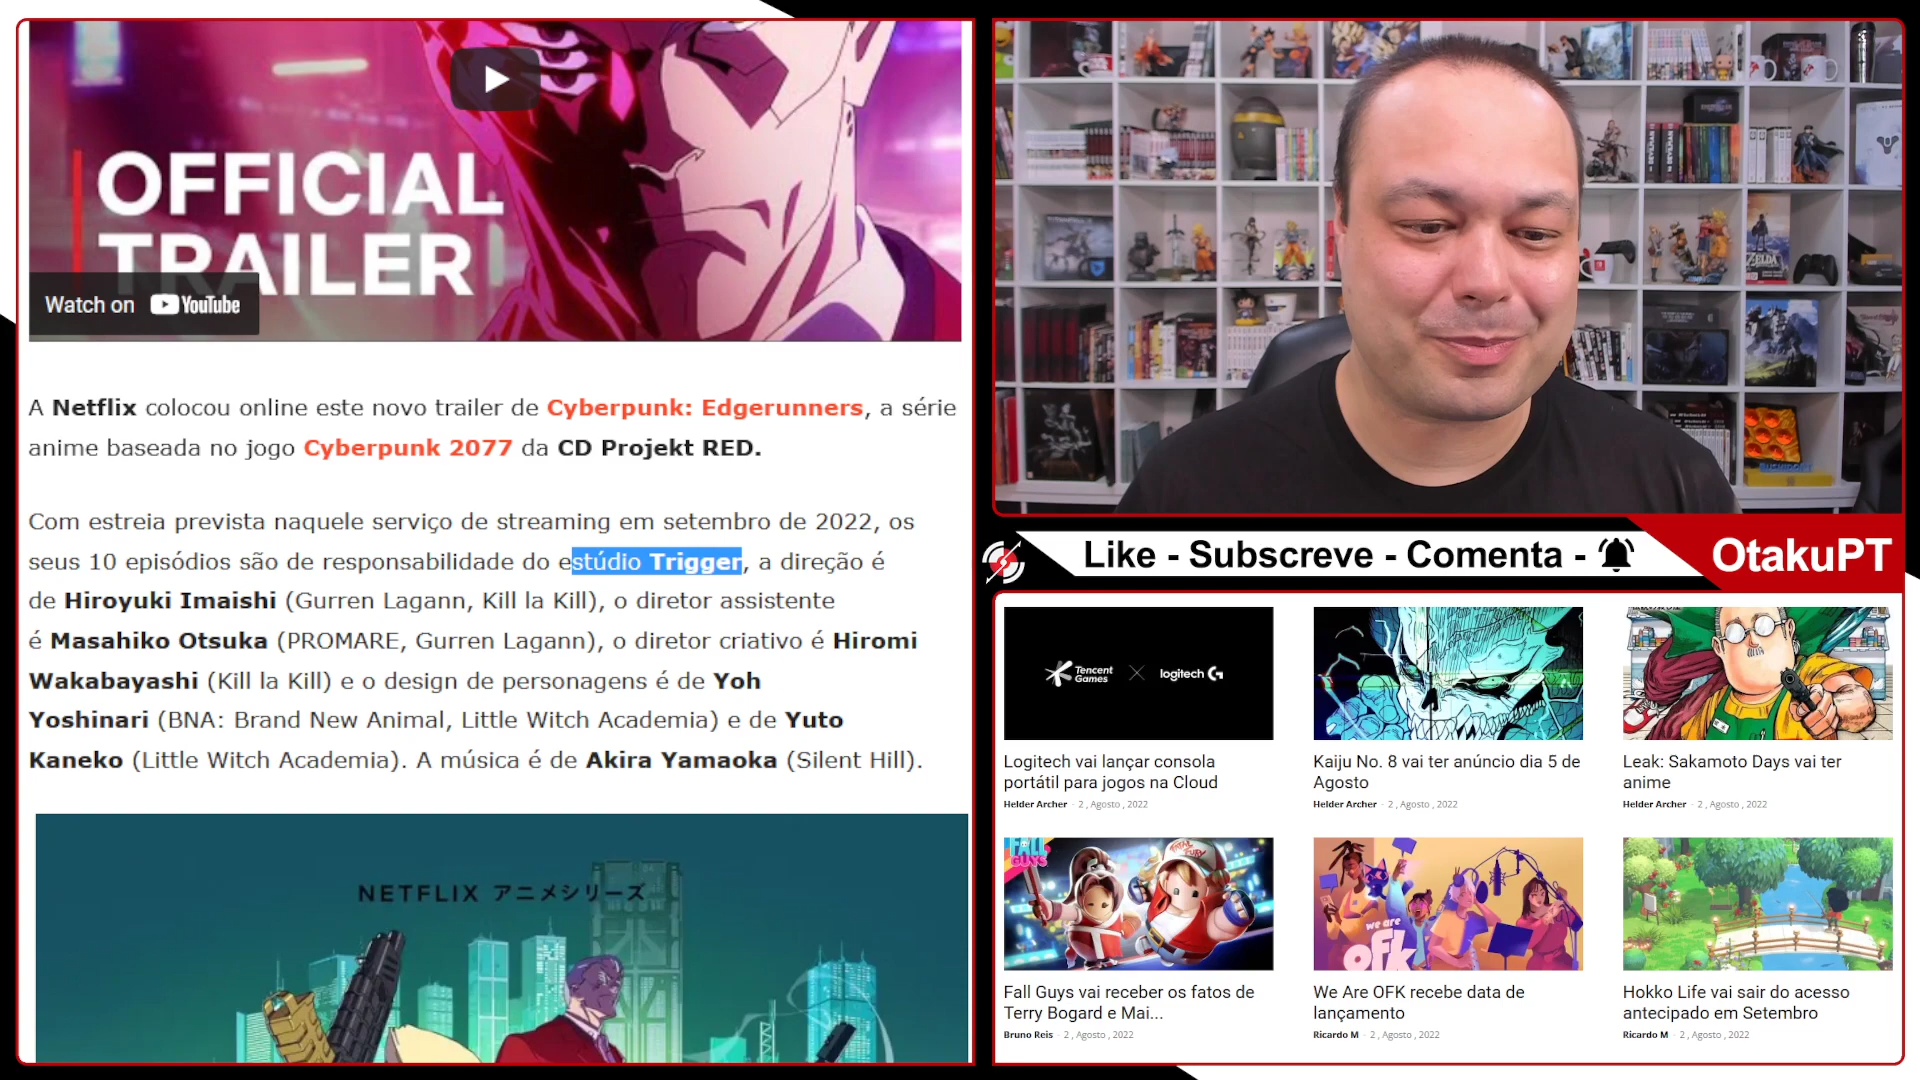 OFFICIAL
TRAILER
Watch on YouTube
A Netflix colocou online este novo trailer de Cyberpunk: Edgerunners, a série
anime baseada no jogo Cyberpunk 2077 da CD Projekt RED.
Com estreia prevista naquele serviço de streaming em setembro de 2022, os
seus 10 episódios são de responsabilidade do estúdio Trigger, a direção é
de Hiroyuki Imaishi (Gurren Lagann, Kill la Kill), o diretor assistente
é Masahiko Otsuka (PROMARE, Gurren Lagann), o diretor criativo é Hiromi
Wakabayashi (Kill la Kill) e o design de personagens é de Yoh
Yoshinari (BNA: Brand New Animal, Little Witch Academia) e de Yuto
Kaneko (Little Witch Academia). A música é de Akira Yamaoka (Silent Hill).
NETFLIX アニメシリーズ
ZELDA
Like - Subscreve - Comenta -
OtakuPT
Tencent
Games
logitech G
Logitech vai lançar consola
portátil para jogos na Cloud
Helder Archer - 2 , Agosto , 2022
Kaiju No. 8 vai ter anúncio dia 5 de
Agosto
Helder Archer - 2 , Agosto , 2022
Leak: Sakamoto Days vai ter
anime
Helder Archer - 2 , Agosto , 2022
FALL
GUYS
FATAL FURY
Fall Guys vai receber os fatos de
Terry Bogard e Mai...
Bruno Reis - 2 , Agosto , 2022
we are
OFK
We Are OFK recebe data de
lançamento
Ricardo M - 2 , Agosto , 2022
Hokko Life vai sair do acesso
antecipado em Setembro
Ricardo M - 2 , Agosto , 2022